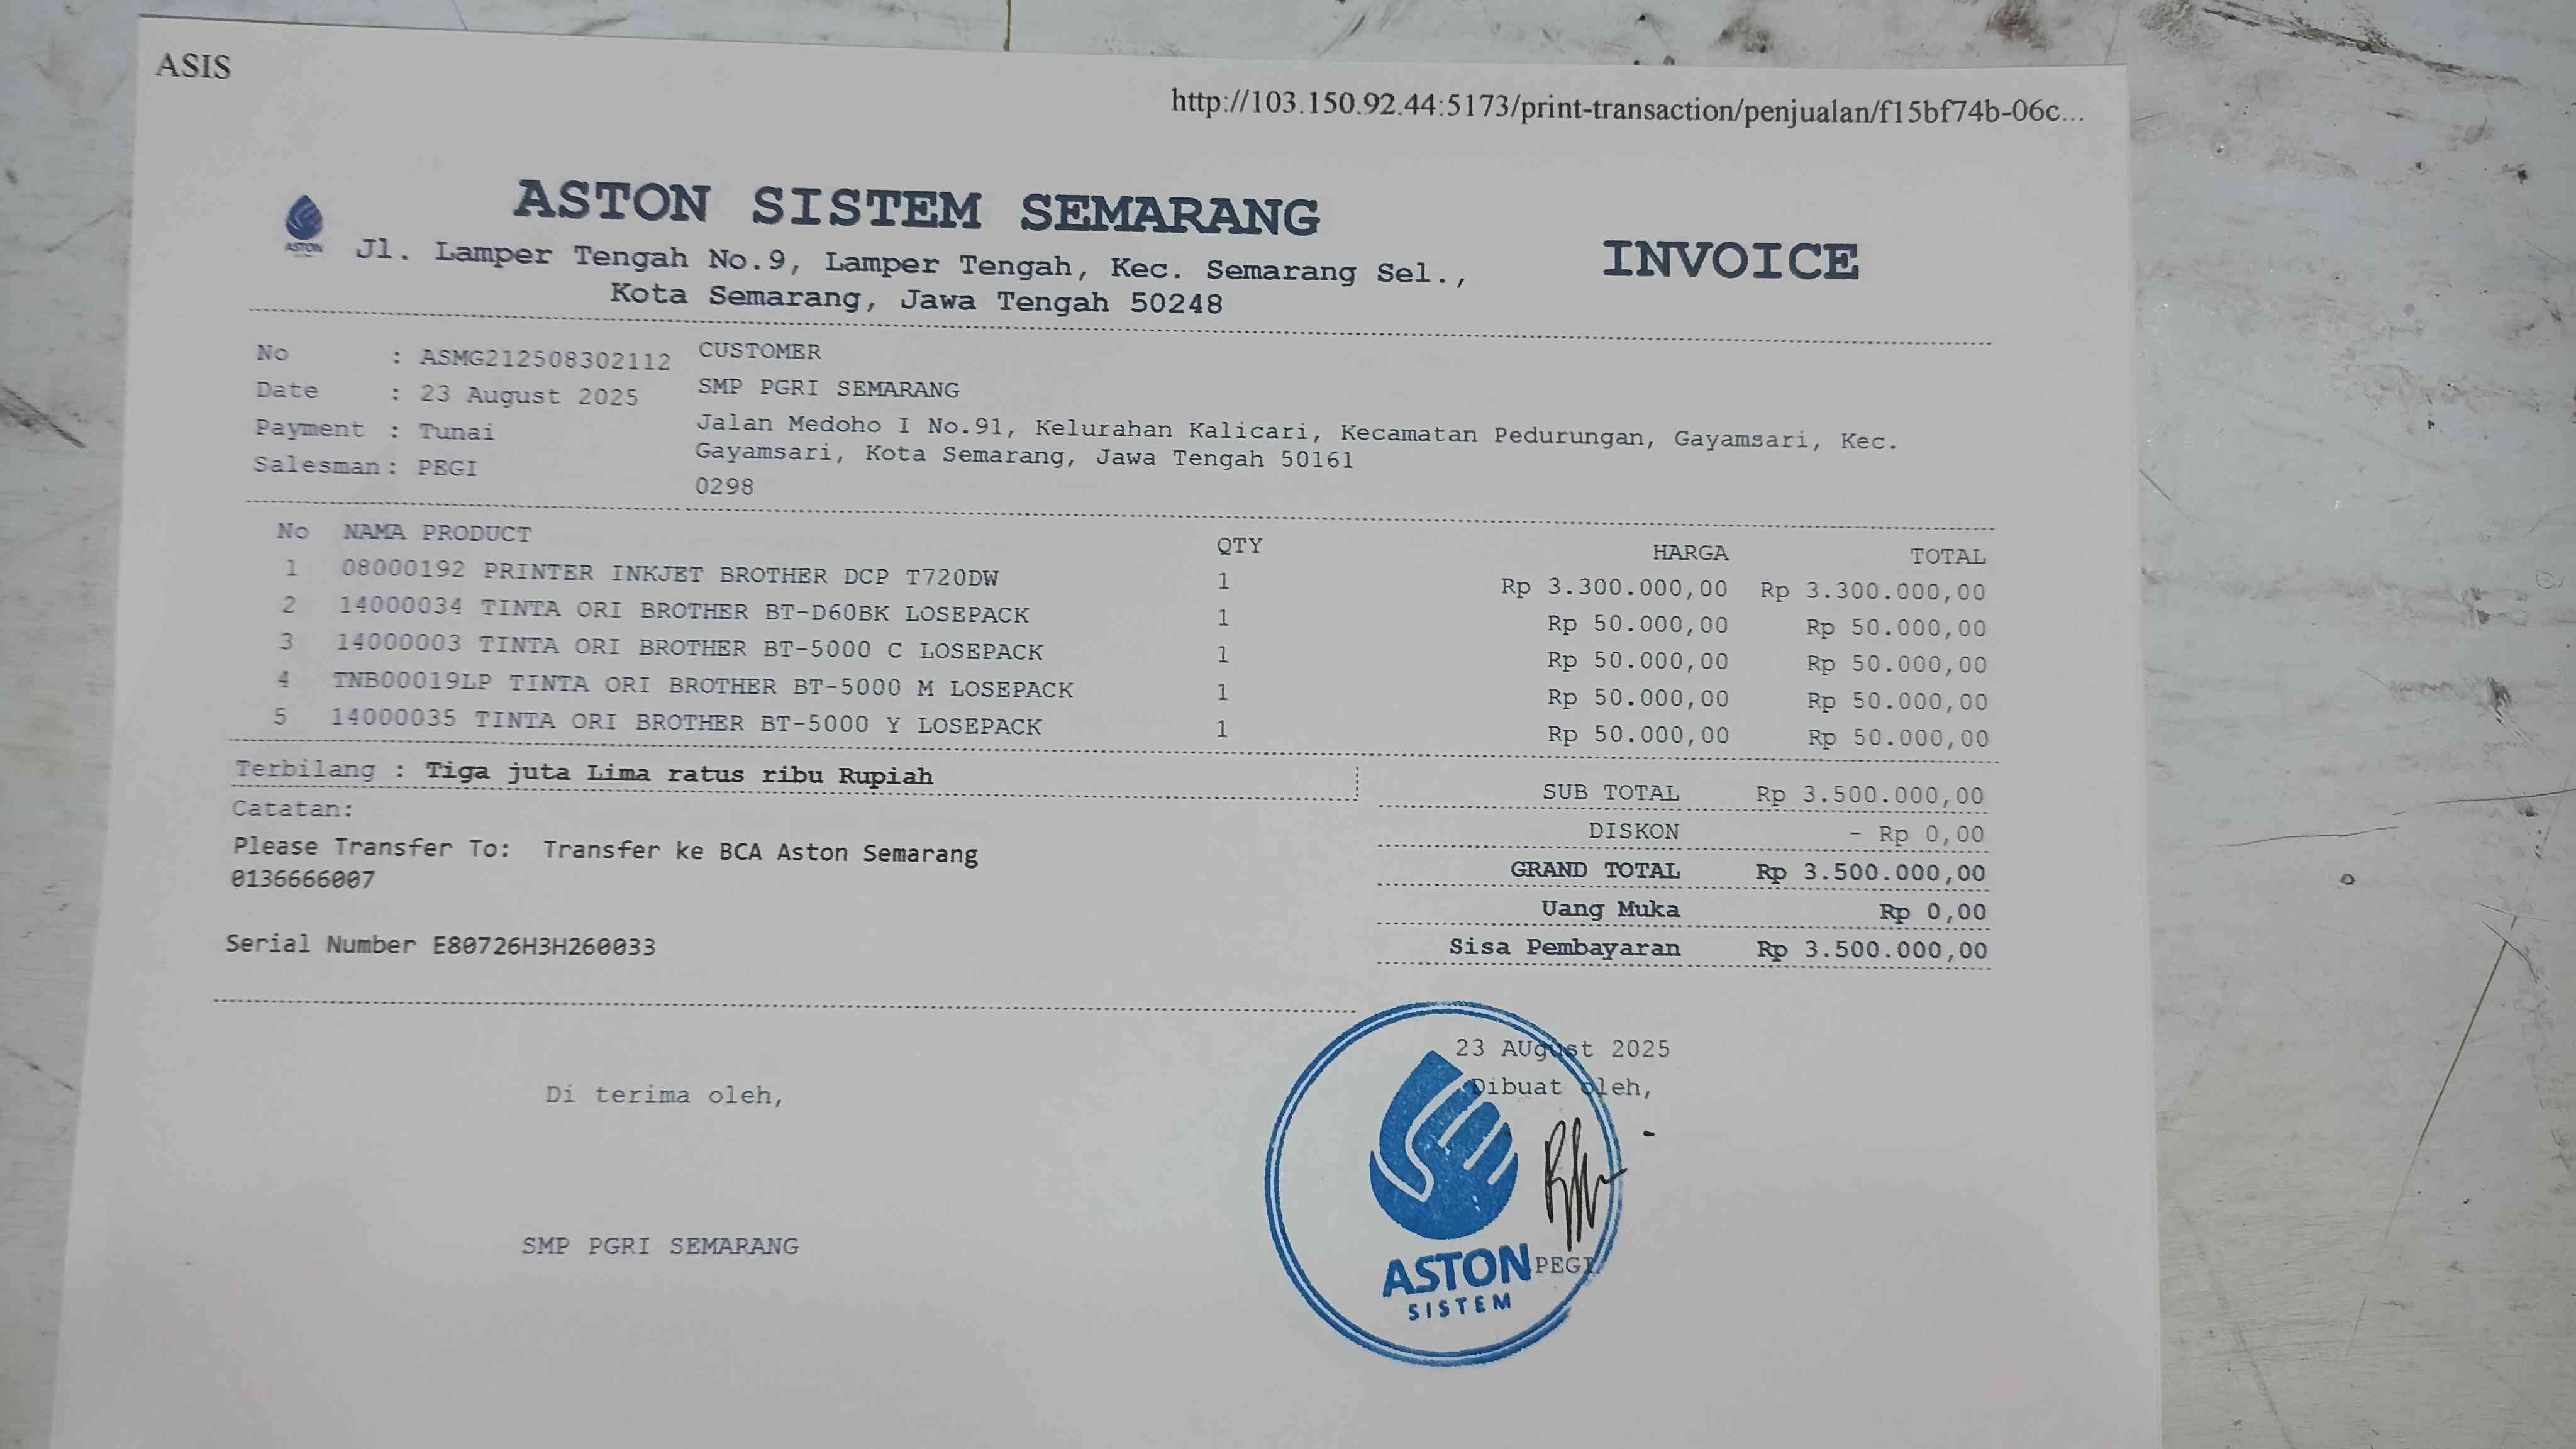 ASIS
http://103.150.92.44:5173/print-transaction/penjualan/f15bf74b-06c...
ASTON SISTEM SEMARANG
ASTON
Jl. Lamper Tengah No.9, Lamper Tengah, Kec. Semarang Sel.,
Kota Semarang, Jawa Tengah 50248
INVOICE
No : ASMG212508302112
Date : 23 August 2025
Payment : Tunai
Salesman: PEGI
CUSTOMER
SMP PGRI SEMARANG
Jalan Medoho I No.91, Kelurahan Kalicari, Kecamatan Pedurungan, Gayamsari, Kec.
Gayamsari, Kota Semarang, Jawa Tengah 50161
0298
No NAMA PRODUCT QTY HARGA TOTAL
1 08000192 PRINTER INKJET BROTHER DCP T720DW 1 Rp 3.300.000,00 Rp 3.300.000,00
2 14000034 TINTA ORI BROTHER BT-D60BK LOSEPACK 1 Rp 50.000,00 Rp 50.000,00
3 14000003 TINTA ORI BROTHER BT-5000 C LOSEPACK 1 Rp 50.000,00 Rp 50.000,00
4 TNB00019LP TINTA ORI BROTHER BT-5000 M LOSEPACK 1 Rp 50.000,00 Rp 50.000,00
5 14000035 TINTA ORI BROTHER BT-5000 Y LOSEPACK 1 Rp 50.000,00 Rp 50.000,00
Terbilang : Tiga juta Lima ratus ribu Rupiah
Catatan:
Please Transfer To: Transfer ke BCA Aston Semarang
0136666007
Serial Number E80726H3H260033
SUB TOTAL Rp 3.500.000,00
DISKON - Rp 0,00
GRAND TOTAL Rp 3.500.000,00
Uang Muka Rp 0,00
Sisa Pembayaran Rp 3.500.000,00
Di terima oleh,
SMP PGRI SEMARANG
23 AUgust 2025
Dibuat oleh,
PEGI
ASTON
SISTEM